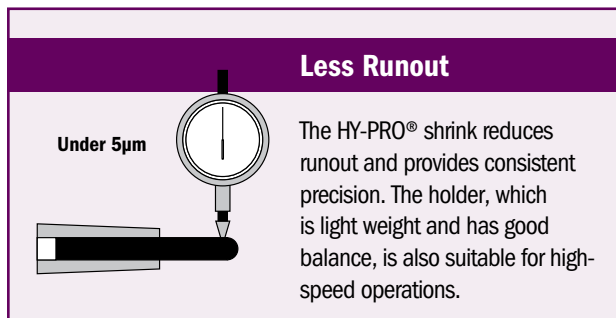 Less Runout
Under 5µm
The HY-PRO® shrink reduces
runout and provides consistent
precision. The holder, which
is light weight and has good
balance, is also suitable for high-
speed operations.